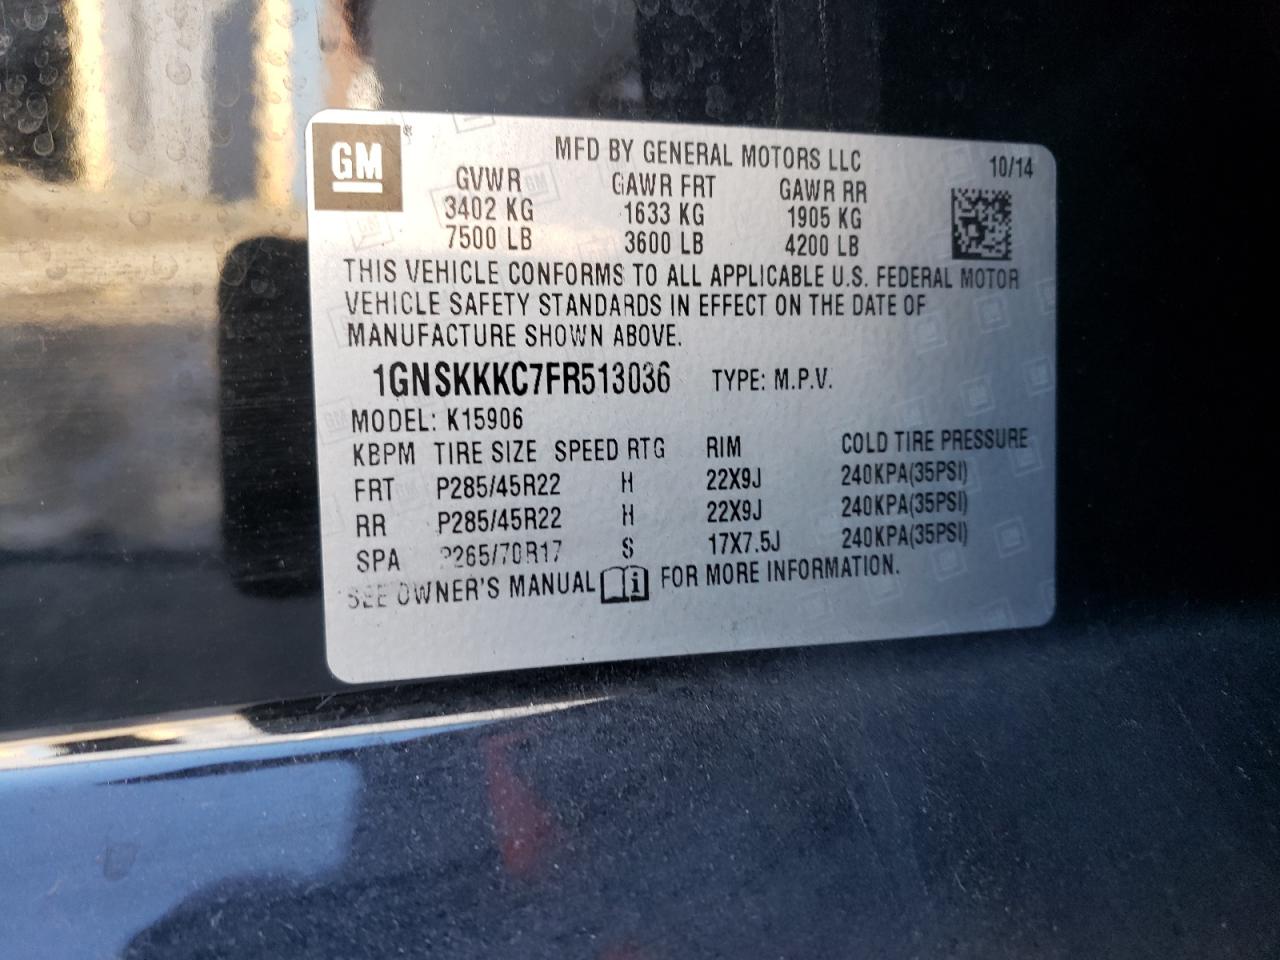 GM
MFD BY GENERAL MOTORS LLC 10/14
GVWR GAWR FRT GAWR RR
3402 KG 1633 KG 1905 KG
7500 LB 3600 LB 4200 LB
THIS VEHICLE CONFORMS TO ALL APPLICABLE U.S. FEDERAL MOTOR
VEHICLE SAFETY STANDARDS IN EFFECT ON THE DATE OF
MANUFACTURE SHOWN ABOVE.
1GNSKKKC7FR513036 TYPE: M.P.V.
MODEL: K15906
KBPM TIRE SIZE SPEED RTG RIM COLD TIRE PRESSURE
FRT P285/45R22 H 22X9J 240KPA(35PSI)
RR P285/45R22 H 22X9J 240KPA(35PSI)
SPA P265/70R17 S 17X7.5J 240KPA(35PSI)
SEE OWNER'S MANUAL FOR MORE INFORMATION.